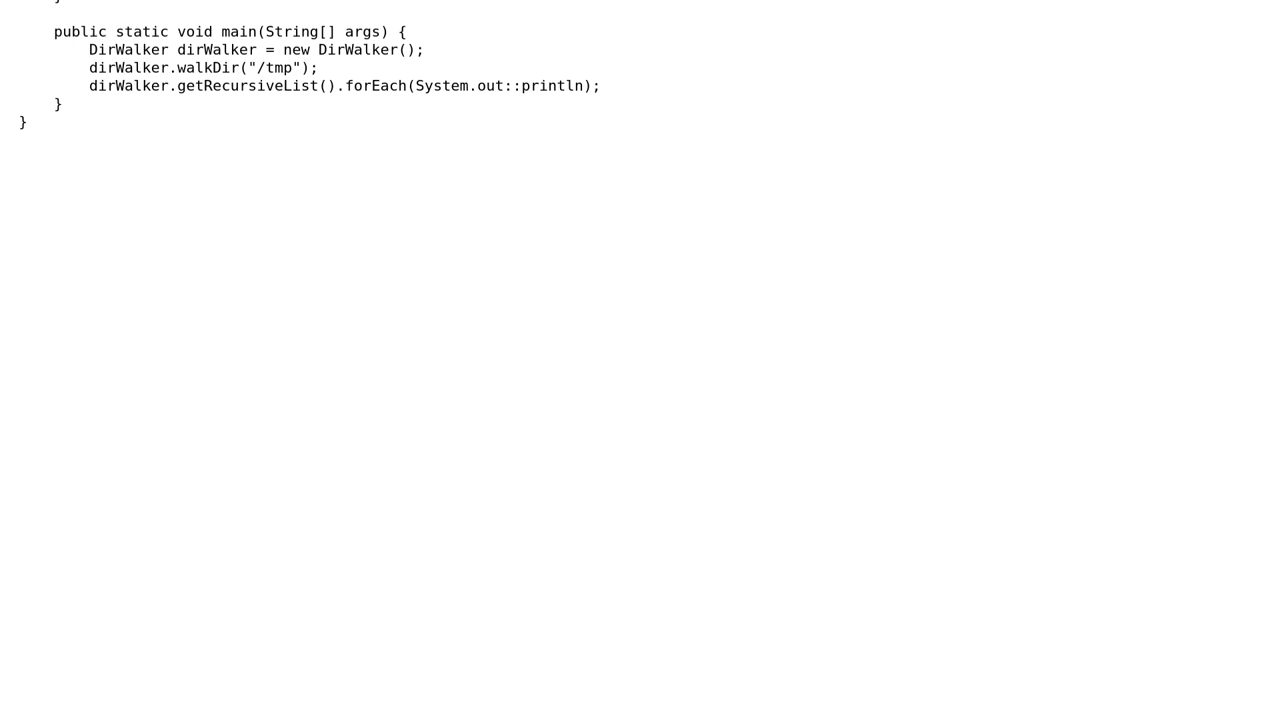 }
public static void main(String[] args) {
DirWalker dirWalker = new DirWalker();
dirWalker.walkDir("/tmp");
dirWalker.getRecursiveList().forEach(System.out::println);
}
}